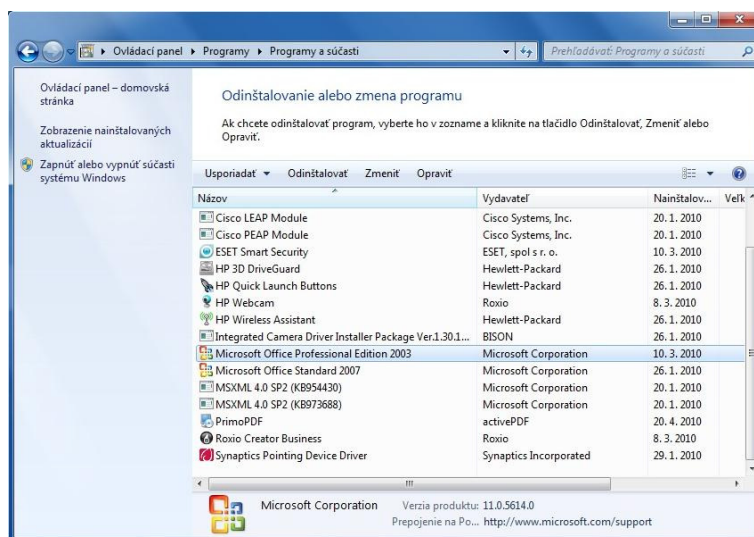 Ovládací panel ▸ Programy ▸ Programy a súčasti
Prehľadávať: Programy a súčasti
Ovládací panel – domovská
stránka
Zobrazenie nainštalovaných
aktualizácií
Zapnúť alebo vypnúť súčasti
systému Windows
Odinštalovanie alebo zmena programu
Ak chcete odinštalovať program, vyberte ho v zozname a kliknite na tlačidlo Odinštalovať, Zmeniť alebo
Opraviť.
Usporiadať Odinštalovať Zmeniť Opraviť
Názov Vydavateľ Nainštalov... Veľk
Cisco LEAP Module Cisco Systems, Inc. 20. 1. 2010
Cisco PEAP Module Cisco Systems, Inc. 20. 1. 2010
ESET Smart Security ESET, spol s r. o. 10. 3. 2010
HP 3D DriveGuard Hewlett-Packard 26. 1. 2010
HP Quick Launch Buttons Hewlett-Packard 26. 1. 2010
HP Webcam Roxio 8. 3. 2010
HP Wireless Assistant Hewlett-Packard 26. 1. 2010
Integrated Camera Driver Installer Package Ver.1.30.1... BISON 26. 1. 2010
Microsoft Office Professional Edition 2003 Microsoft Corporation 10. 3. 2010
Microsoft Office Standard 2007 Microsoft Corporation 26. 1. 2010
MSXML 4.0 SP2 (KB954430) Microsoft Corporation 20. 1. 2010
MSXML 4.0 SP2 (KB973688) Microsoft Corporation 20. 1. 2010
PrimoPDF activePDF 20. 4. 2010
Roxio Creator Business Roxio 8. 3. 2010
Synaptics Pointing Device Driver Synaptics Incorporated 29. 1. 2010
Microsoft Corporation Verzia produktu: 11.0.5614.0
Prepojenie na Po... http://www.microsoft.com/support